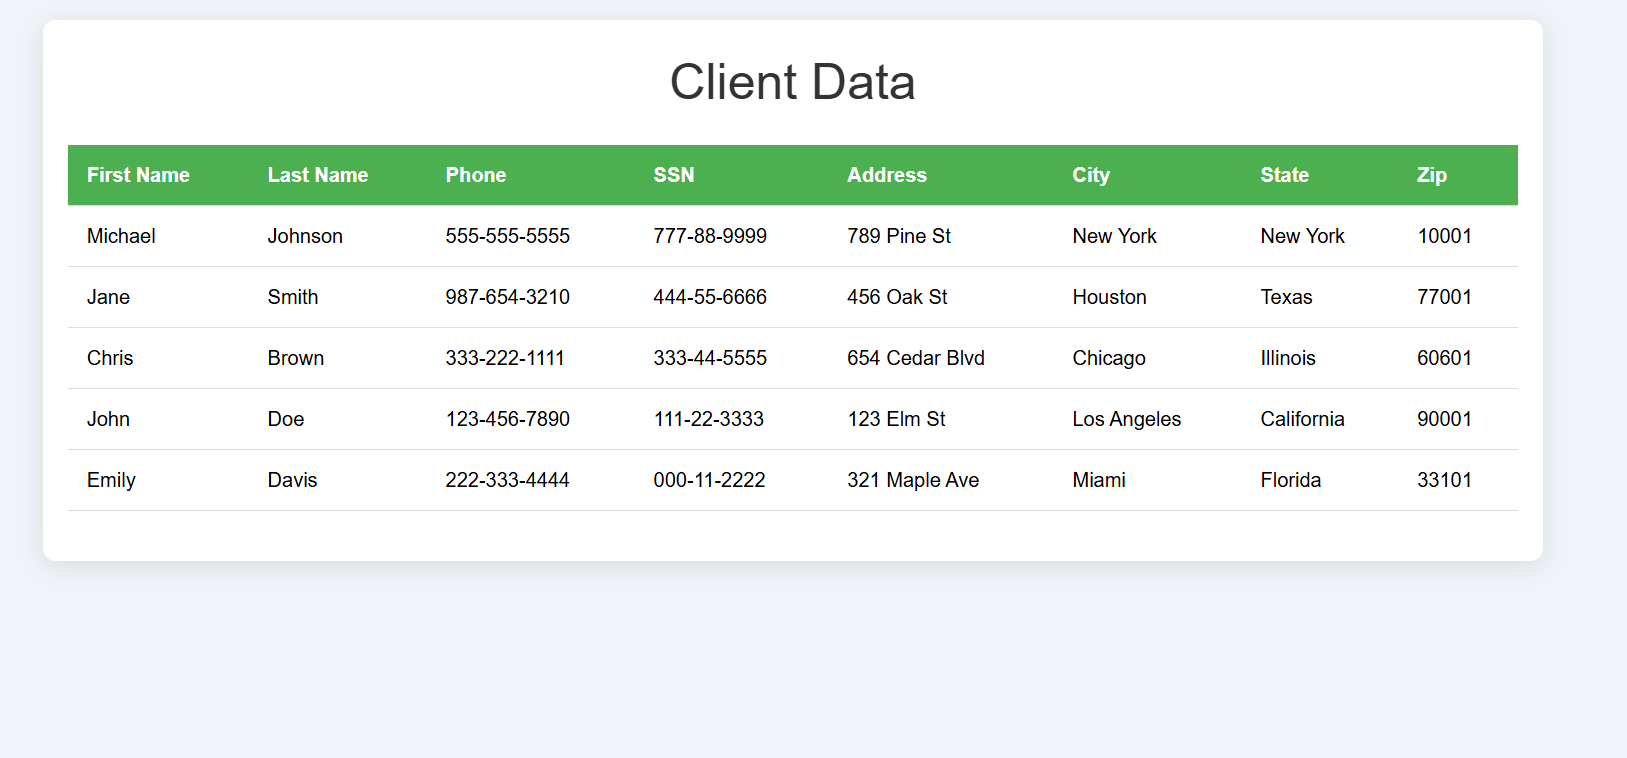 Client Data
First Name Last Name Phone SSN Address City State Zip
Michael Johnson 555-555-5555 777-88-9999 789 Pine St New York New York 10001
Jane Smith 987-654-3210 444-55-6666 456 Oak St Houston Texas 77001
Chris Brown 333-222-1111 333-44-5555 654 Cedar Blvd Chicago Illinois 60601
John Doe 123-456-7890 111-22-3333 123 Elm St Los Angeles California 90001
Emily Davis 222-333-4444 000-11-2222 321 Maple Ave Miami Florida 33101